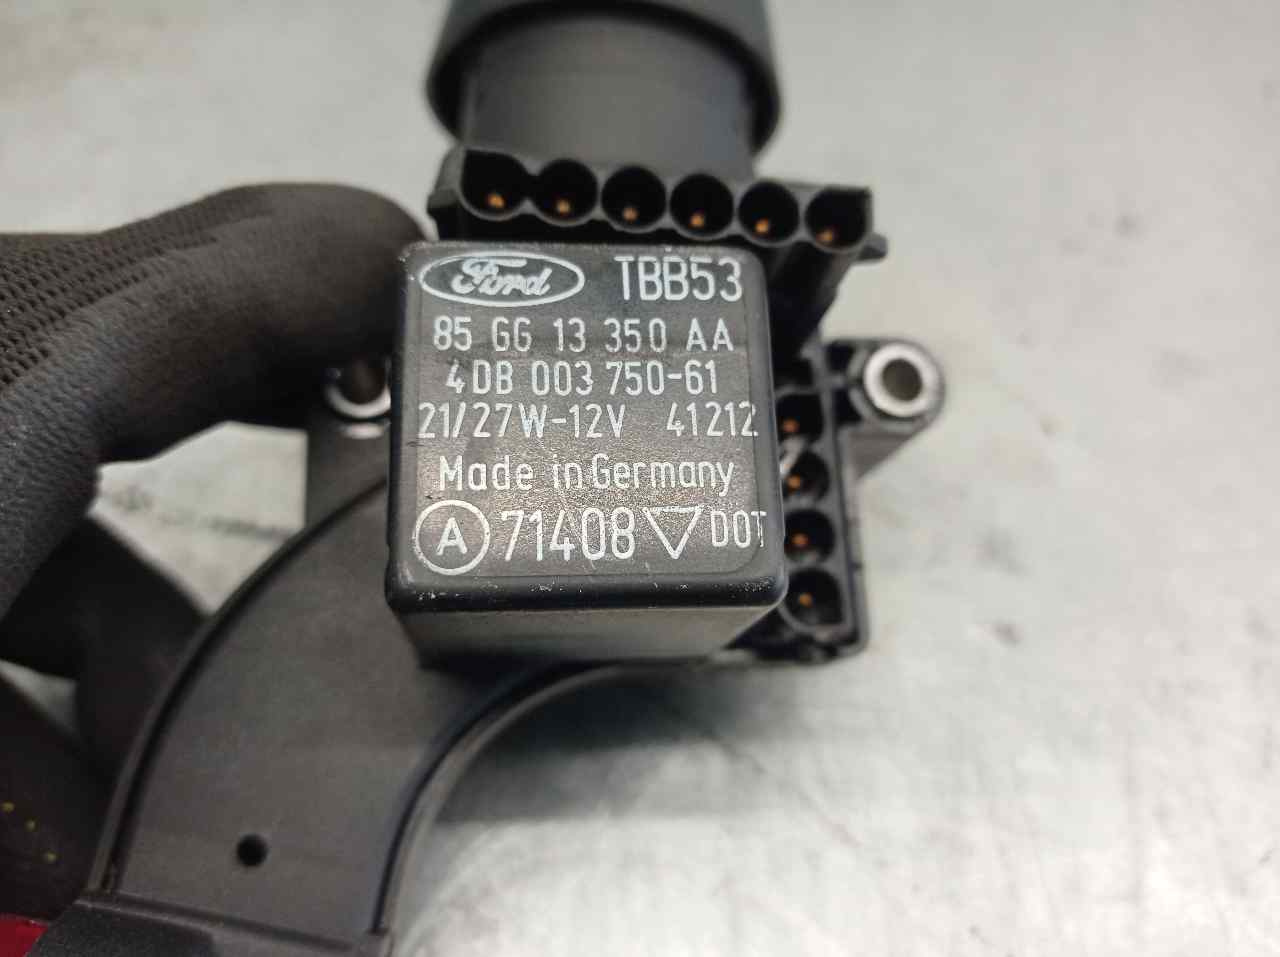 Ford TBB53
85 GG 13 350 AA
4DB 003 750-61
21/27W-12V 41212
Made in Germany
A 71408 DOT